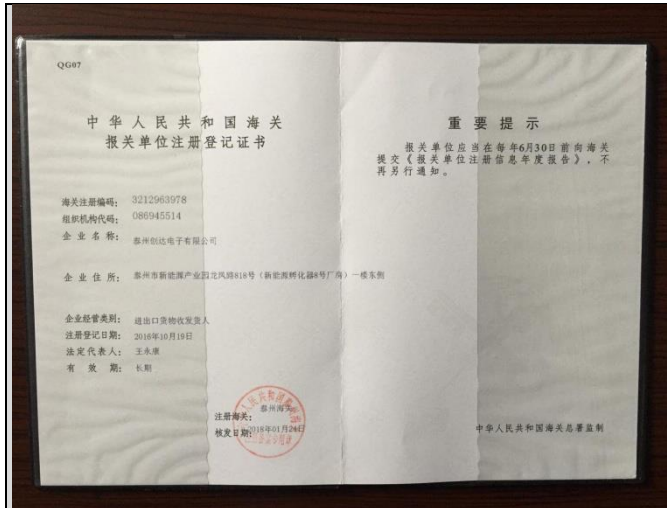 QG07
中华人民共和国海关
报关单位注册登记证书
海关注册编码： 3212963978
组织机构代码： 086945514
企业名称： 泰州创达电子有限公司
企业住所： 泰州市新能源产业园龙凤路818号（新能源孵化器6号厂房）一楼东侧
企业经营类别： 进出口货物收发货人
注册登记日期： 2016年10月19日
法定代表人： 王永康
有效期： 长期
注册海关： 泰州海关
核发日期： 2018年01月24日
重要提示
报关单位应当在每年6月30日前向海关
提交《报关单位注册信息年度报告》，不
再另行通知。
中华人民共和国海关总署监制